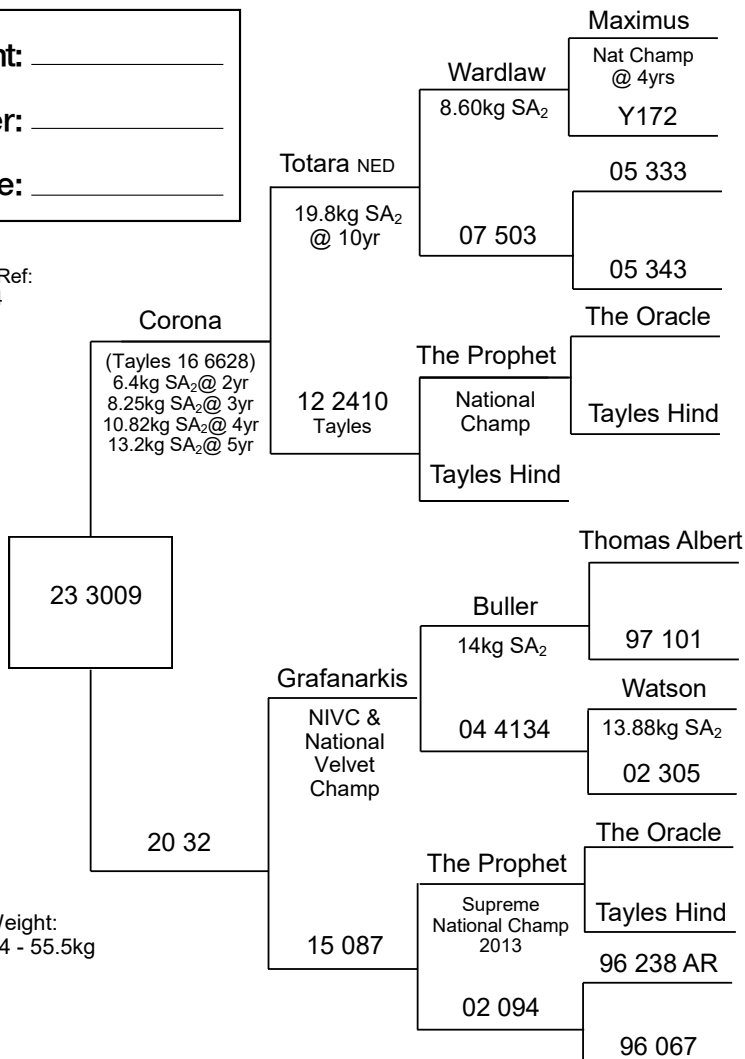 t:
r:
e:
Ref:
Maximus
Nat Champ
@ 4yrs
Wardlaw
8.60kg SA₂
Y172
Totara NED
05 333
19.8kg SA₂
@ 10yr
07 503
05 343
Corona
The Oracle
(Tayles 16 6628)
6.4kg SA₂@ 2yr
8.25kg SA₂@ 3yr
10.82kg SA₂@ 4yr
13.2kg SA₂@ 5yr
The Prophet
12 2410
Tayles
National
Champ
Tayles Hind
Tayles Hind
Thomas Albert
23 3009
Buller
14kg SA₂
97 101
Grafanarkis
NIVC &
National
Velvet
Champ
Watson
04 4134
13.88kg SA₂
02 305
20 32
The Oracle
The Prophet
Supreme
National Champ
2013
Tayles Hind
Weight:
4 - 55.5kg
15 087
96 238 AR
02 094
96 067